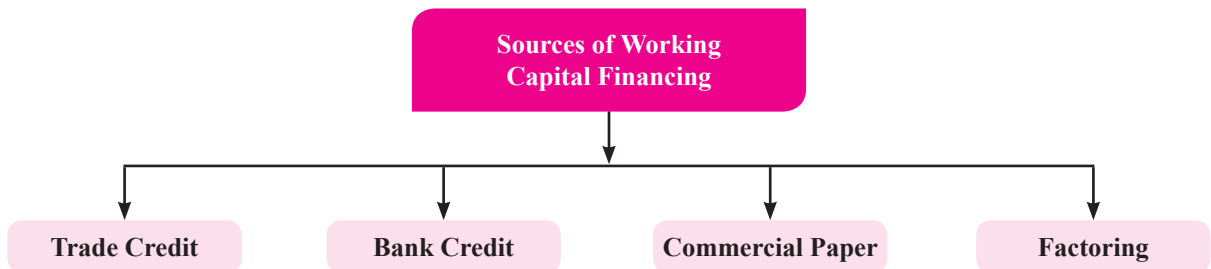 Sources of Working
Capital Financing
Trade Credit
Bank Credit
Commercial Paper
Factoring